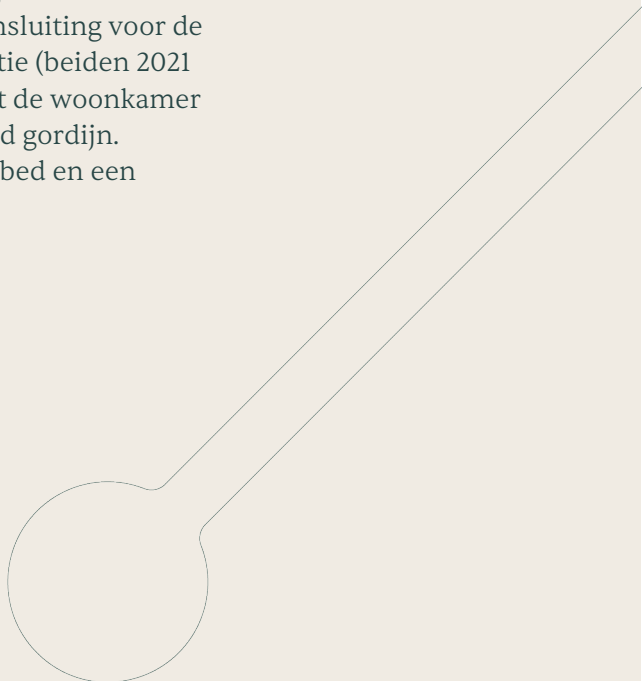 nsluiting voor de
tie (beiden 2021
t de woonkamer
d gordijn.
bed en een